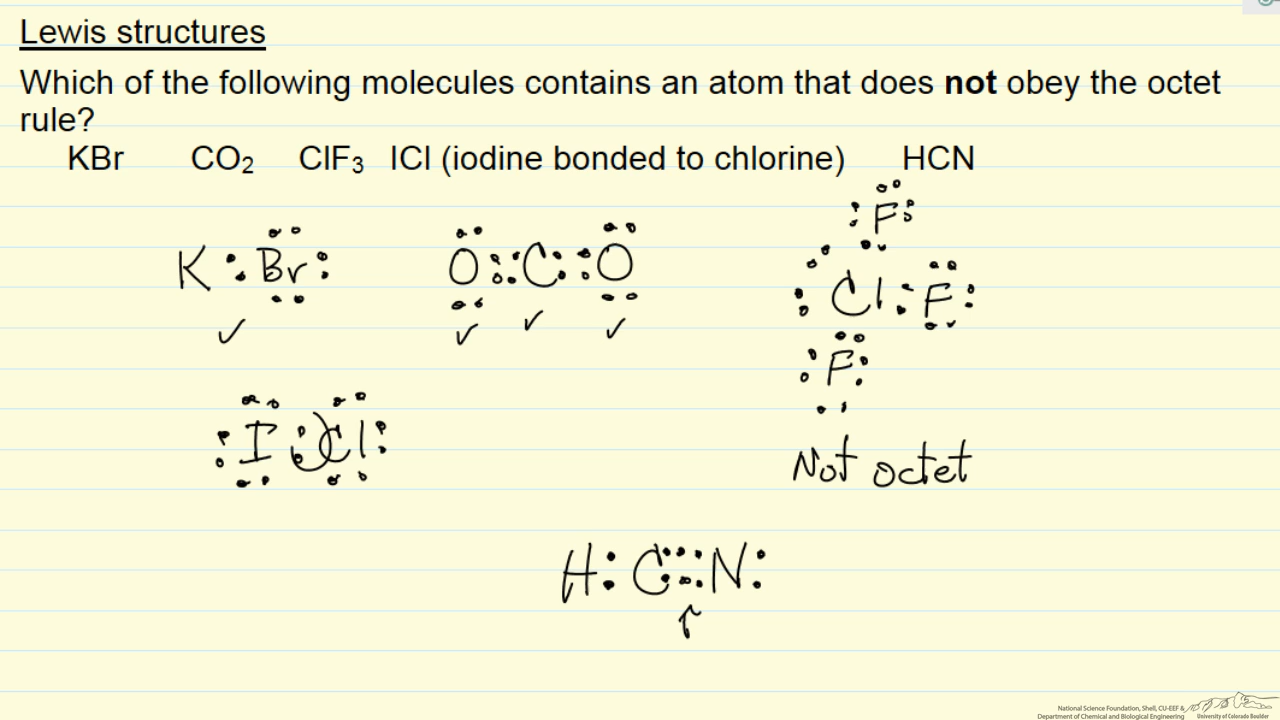 Lewis structures
Which of the following molecules contains an atom that does not obey the octet
rule?
KBr CO2 ClF3 ICl (iodine bonded to chlorine) HCN
K : Br : O :: C :: O : F :
: Cl : F :
: F :
: I : Cl :
Not octet
H : C ::: N :
National Science Foundation, Shell, CU-EEF &
Department of Chemical and Biological Engineering University of Colorado Boulder